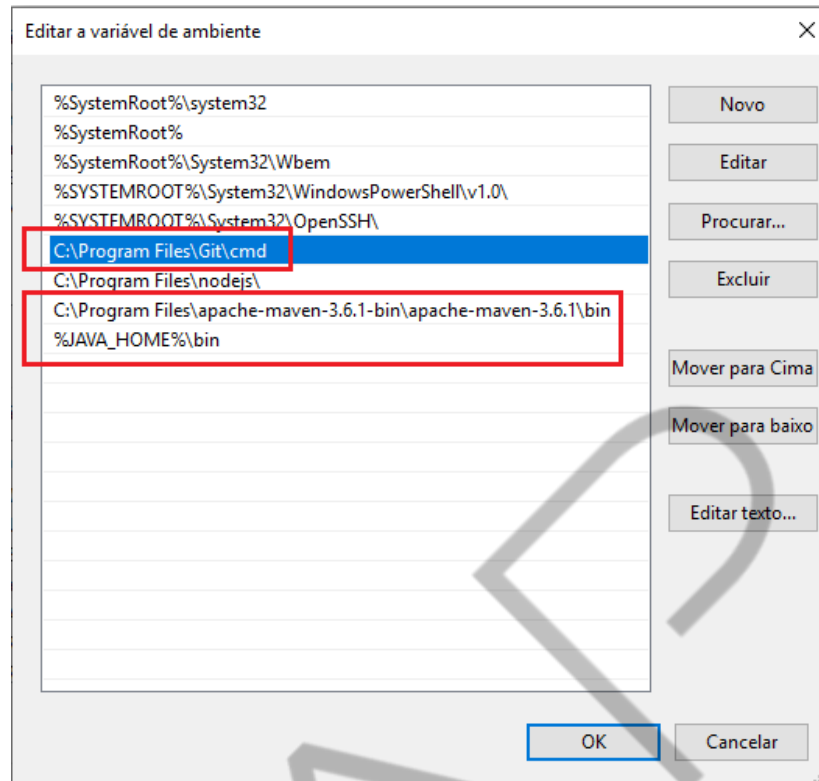 Editar a variável de ambiente
%SystemRoot%\system32
%SystemRoot%
%SystemRoot%\System32\Wbem
%SYSTEMROOT%\System32\WindowsPowerShell\v1.0\
%SYSTEMROOT%\System32\OpenSSH\
C:\Program Files\Git\cmd
C:\Program Files\nodejs\
C:\Program Files\apache-maven-3.6.1-bin\apache-maven-3.6.1\bin
%JAVA_HOME%\bin
Novo
Editar
Procurar...
Excluir
Mover para Cima
Mover para baixo
Editar texto...
OK
Cancelar